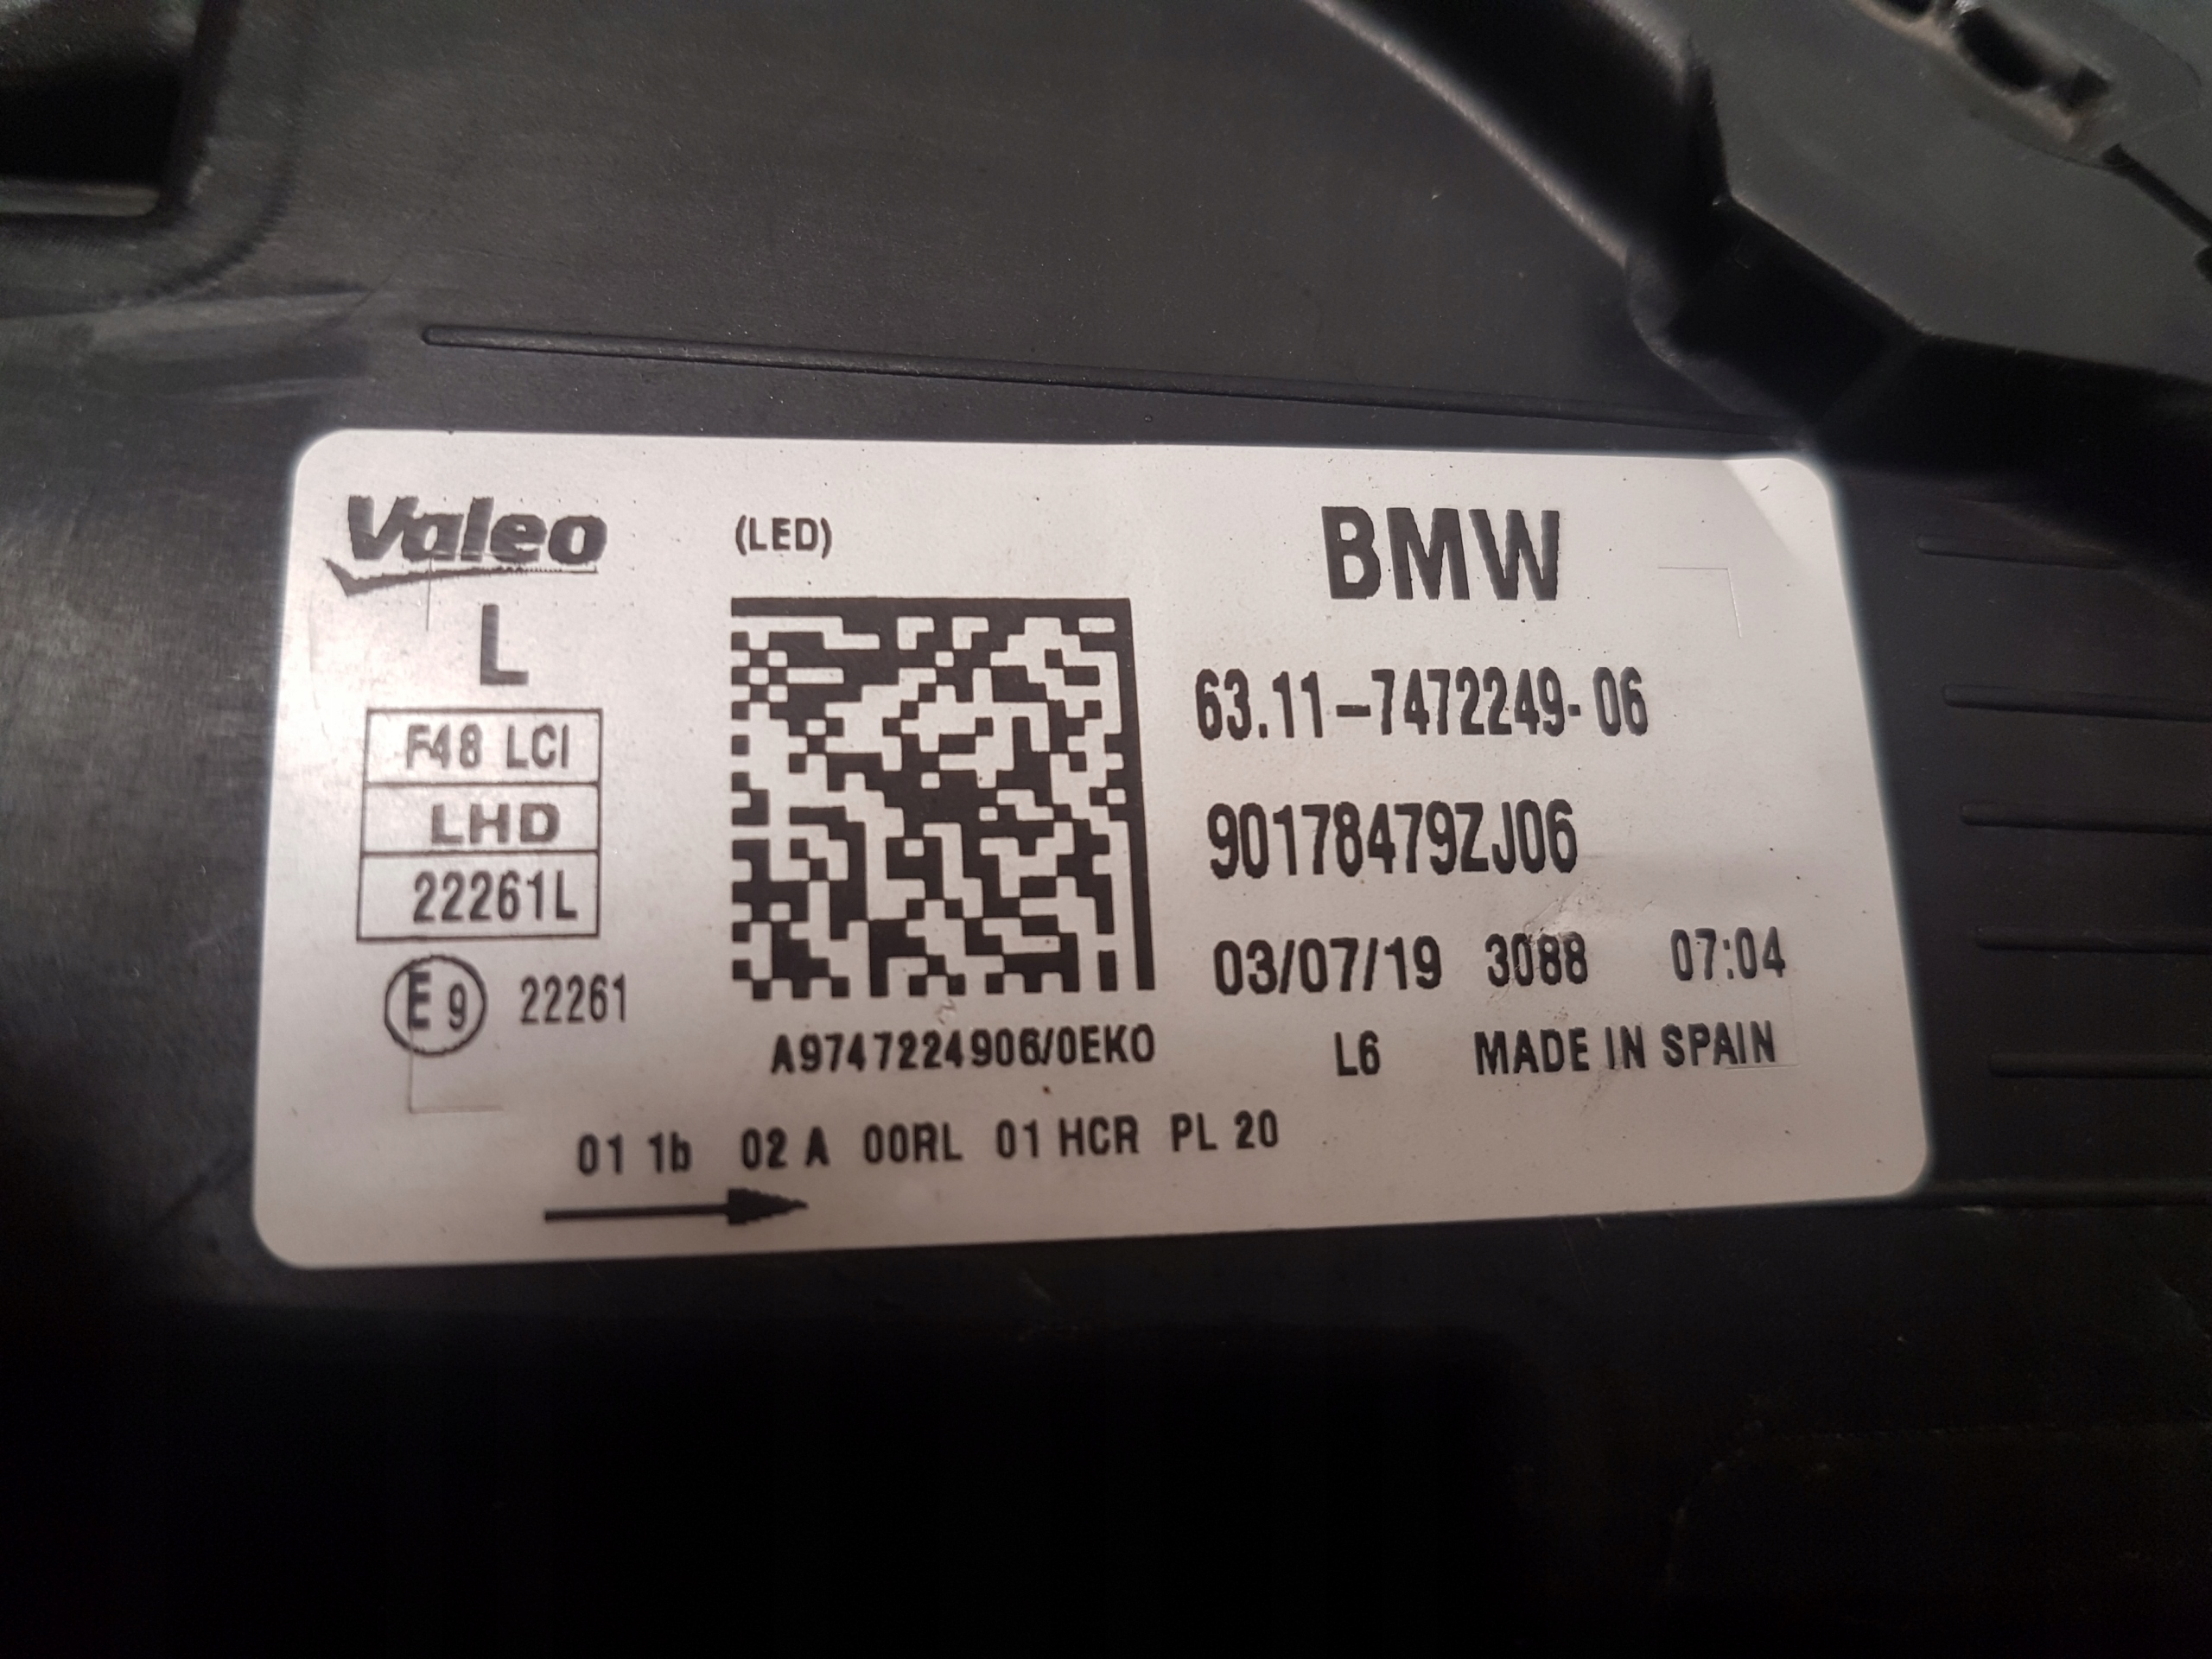 Valeo (LED) BMW
L
63.11-7472249-06
F48 LCI
LHD
90178479ZJ06
22261L
03/07/19 3088 07:04
E9 22261
A9747224906/0EK0
L6 MADE IN SPAIN
01 1b 02 A 00RL 01 HCR PL 20